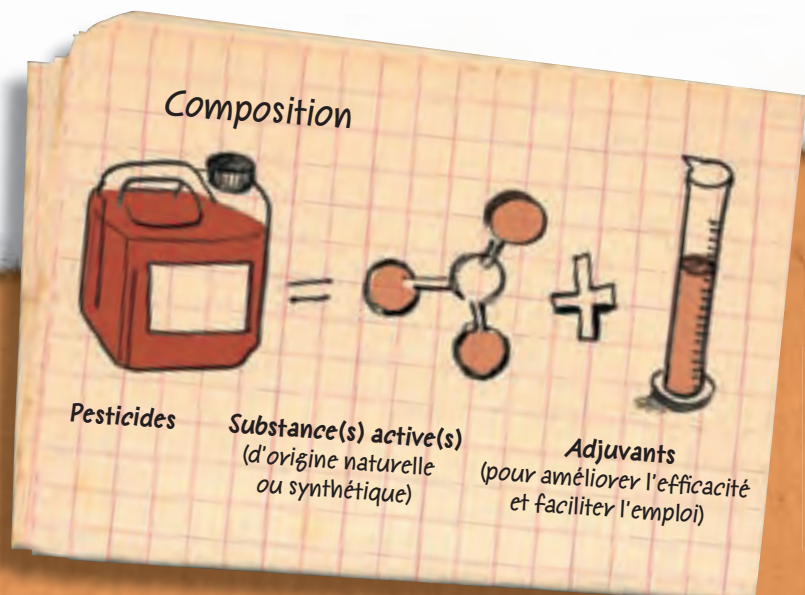 Composition
Pesticides
Substance(s) active(s)
(d'origine naturelle
ou synthétique)
Adjuvants
(pour améliorer l'efficacité
et faciliter l'emploi)